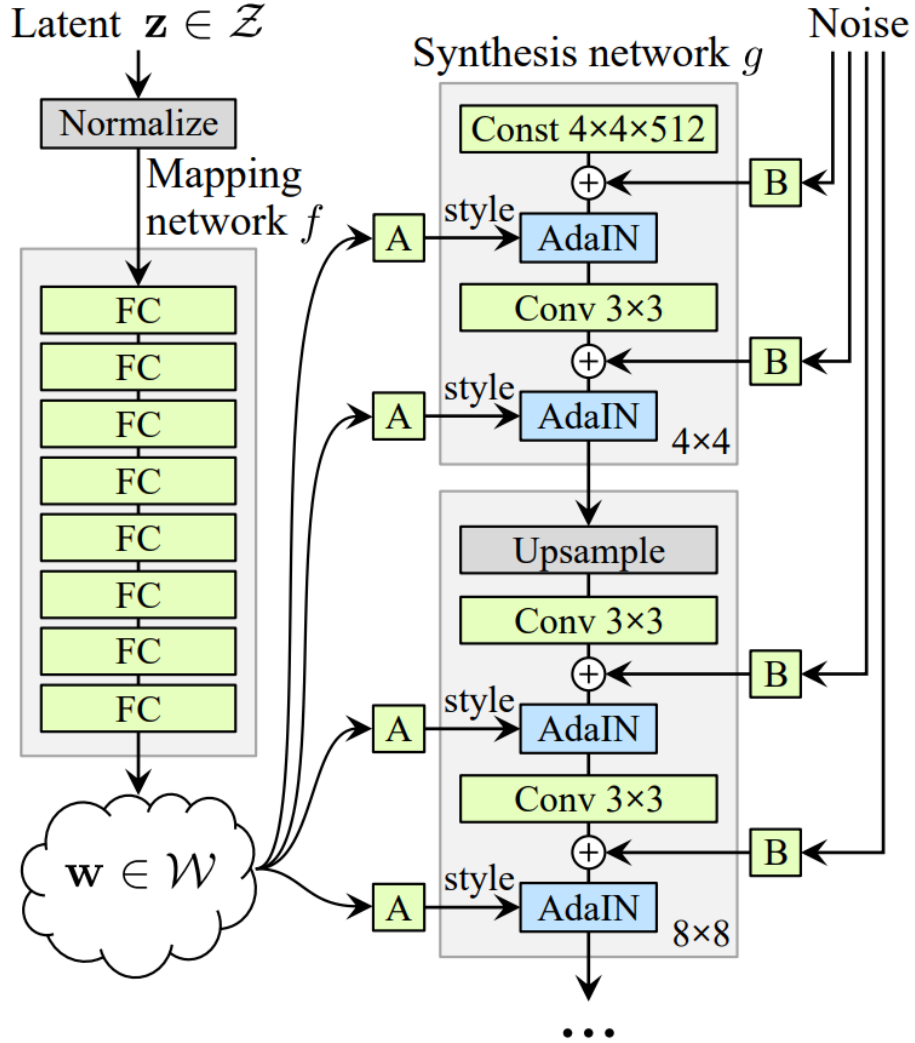 Latent z ∈ 𝒵
Normalize
Mapping
network f
FC
FC
FC
FC
FC
FC
FC
FC
w ∈ 𝒲
Synthesis network g
Noise
Const 4×4×512
+
B
A
style
AdaIN
Conv 3×3
+
B
A
style
AdaIN
4×4
Upsample
Conv 3×3
+
B
A
style
AdaIN
Conv 3×3
+
B
A
style
AdaIN
8×8
...